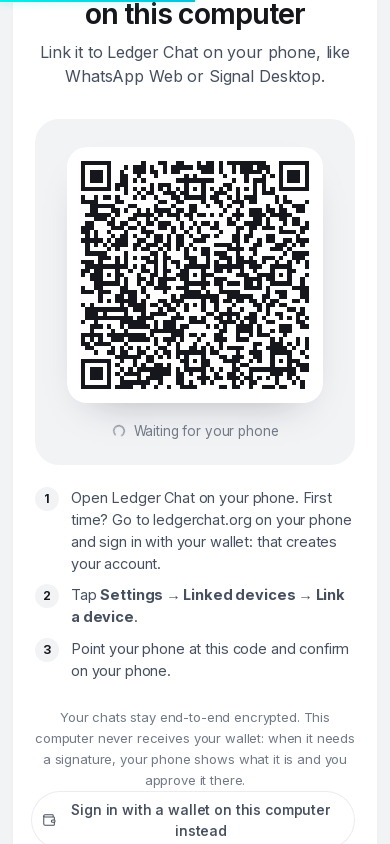 on this computer
Link it to Ledger Chat on your phone, like
WhatsApp Web or Signal Desktop.
Waiting for your phone
1 Open Ledger Chat on your phone. First
time? Go to ledgerchat.org on your phone
and sign in with your wallet: that creates
your account.
2 Tap Settings → Linked devices → Link
a device.
3 Point your phone at this code and confirm
on your phone.
Your chats stay end-to-end encrypted. This
computer never receives your wallet: when it needs
a signature, your phone shows what it is and you
approve it there.
Sign in with a wallet on this computer
instead